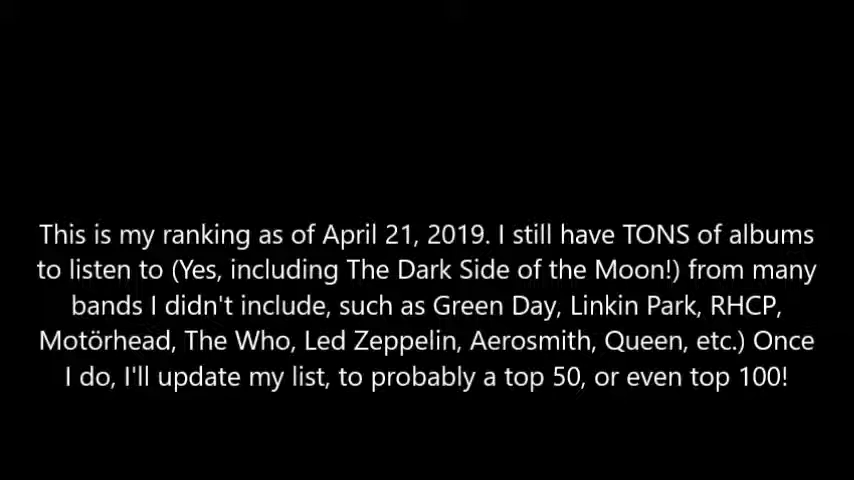 This is my ranking as of April 21, 2019. I still have TONS of albums
to listen to (Yes, including The Dark Side of the Moon!) from many
bands I didn't include, such as Green Day, Linkin Park, RHCP,
Motörhead, The Who, Led Zeppelin, Aerosmith, Queen, etc.) Once
I do, I'll update my list, to probably a top 50, or even top 100!